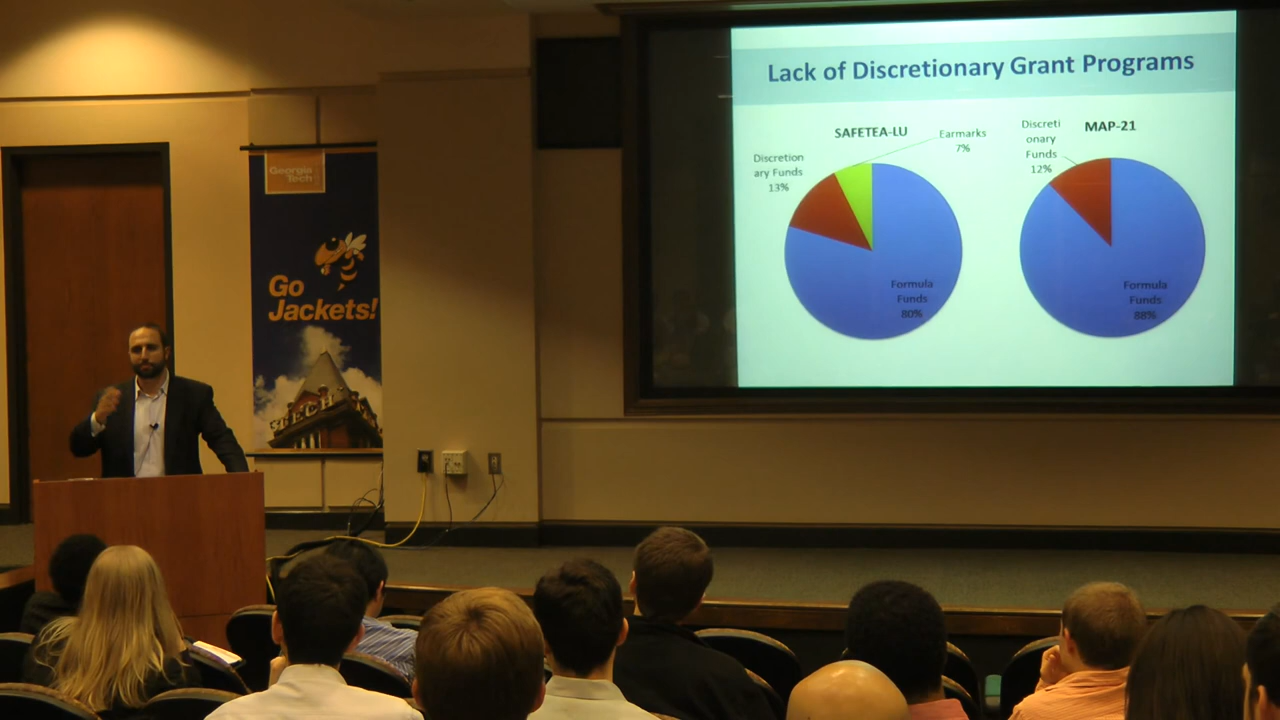 Lack of Discretionary Grant Programs
SAFETEA-LU
Earmarks
7%
Discretion
ary Funds
13%
Formula
Funds
80%
MAP-21
Discreti
onary
Funds
12%
Formula
Funds
88%
Georgia
Tech
Go
Jackets!
TECH